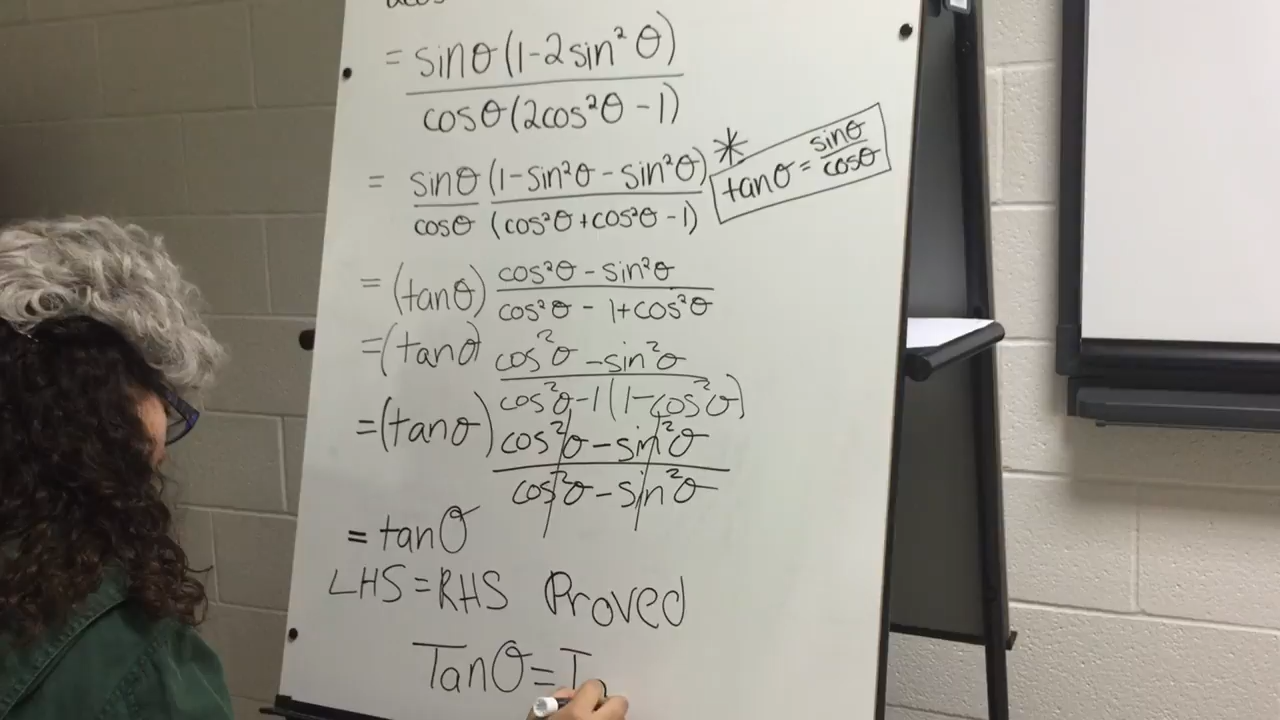 = sinθ(1-2sin²θ)
cosθ(2cos²θ -1)
= sinθ (1-sin²θ - sin²θ)
cosθ (cos²θ+cos²θ -1)
* tanθ = sinθ
cosθ
= (tanθ) cos²θ - sin²θ
cos²θ - 1+cos²θ
=(tanθ) cos²θ -sin²θ
cos²θ-1(1-cos²θ)
=(tanθ) cos²θ - sin²θ
cos²θ - sin²θ
= tanθ
LHS = RHS Proved
Tanθ = T